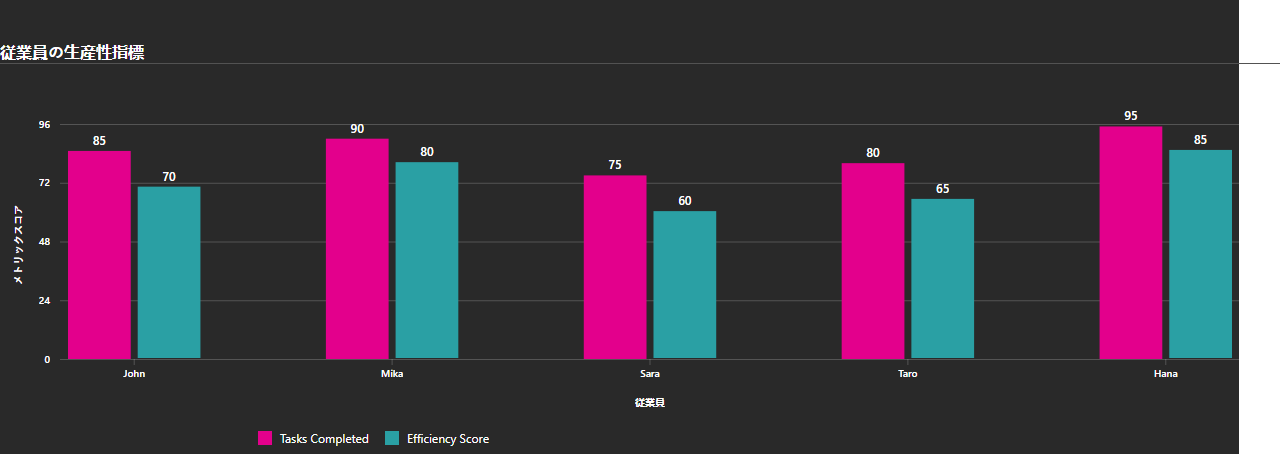 従業員の生産性指標
96
72
48
24
0
メトリックスコア
85
70
90
80
75
60
80
65
95
85
John
Mika
Sara
Taro
Hana
従業員
Tasks Completed
Efficiency Score